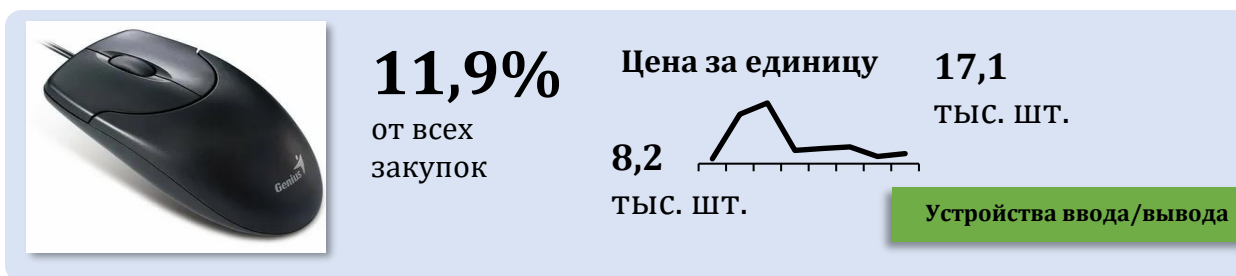 Genius
11,9%
от всех
закупок
Цена за единицу
8,2
тыс. шт.
17,1
тыс. шт.
Устройства ввода/вывода